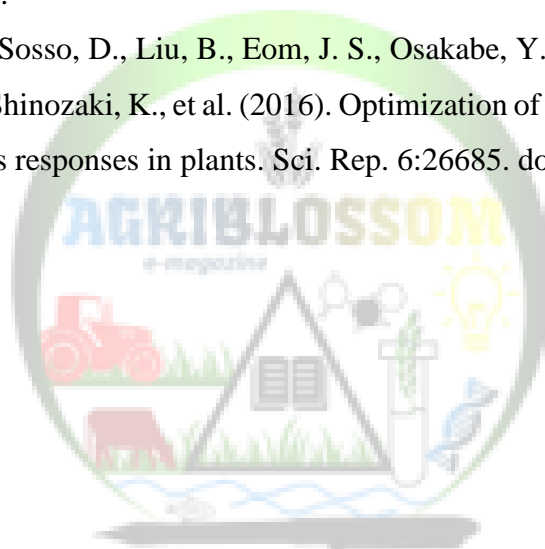 .
Sosso, D., Liu, B., Eom, J. S., Osakabe, Y.
Shinozaki, K., et al. (2016). Optimization of
s responses in plants. Sci. Rep. 6:26685. do
AGRIBLOSSOM
e-magazine